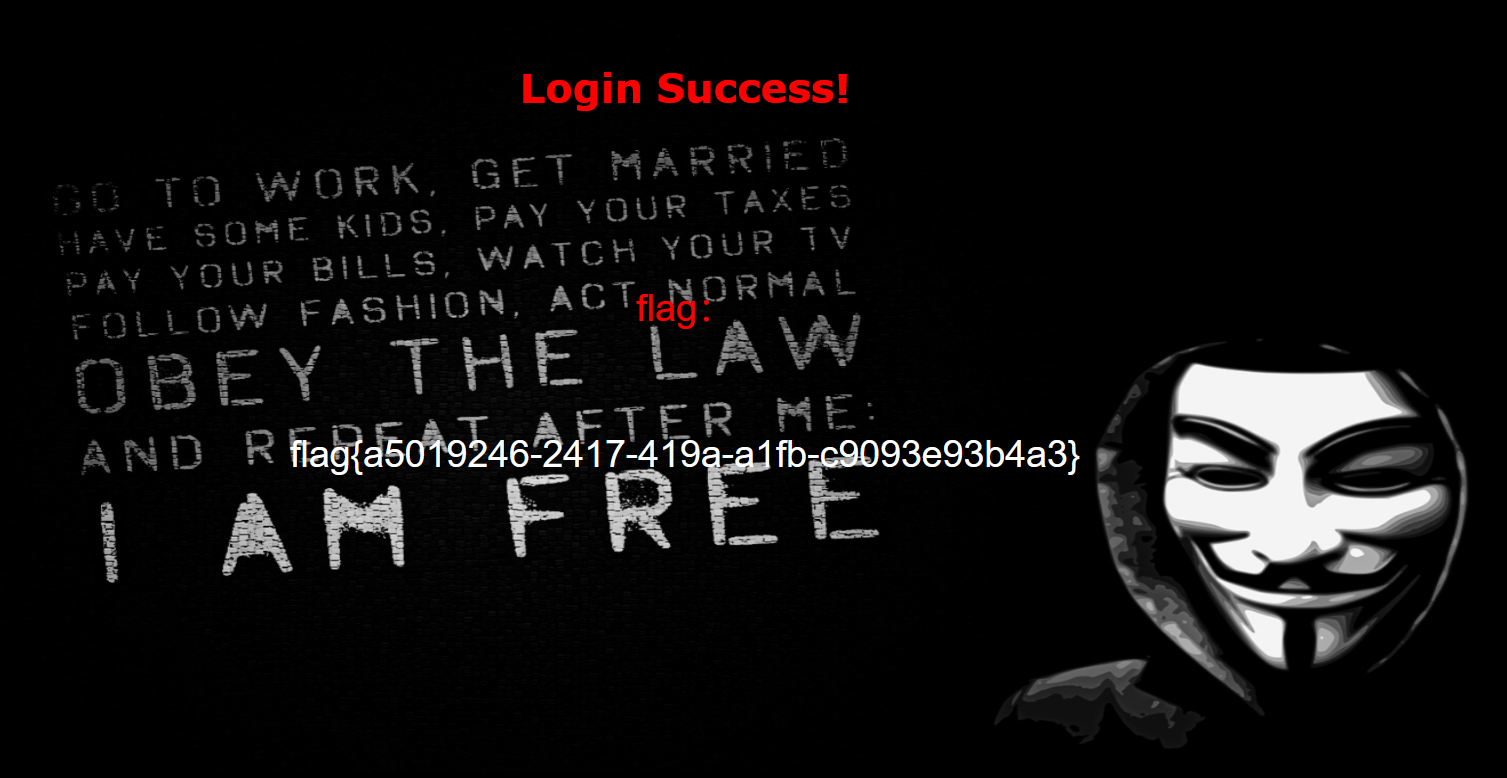 Login Success!
GO TO WORK, GET MARRIED
HAVE SOME KIDS, PAY YOUR TAXES
PAY YOUR BILLS, WATCH YOUR TV
FOLLOW FASHION, ACT NORMAL
flag:
OBEY THE LAW
AND REPEAT AFTER ME:
flag{a5019246-2417-419a-a1fb-c9093e93b4a3}
I AM FREE